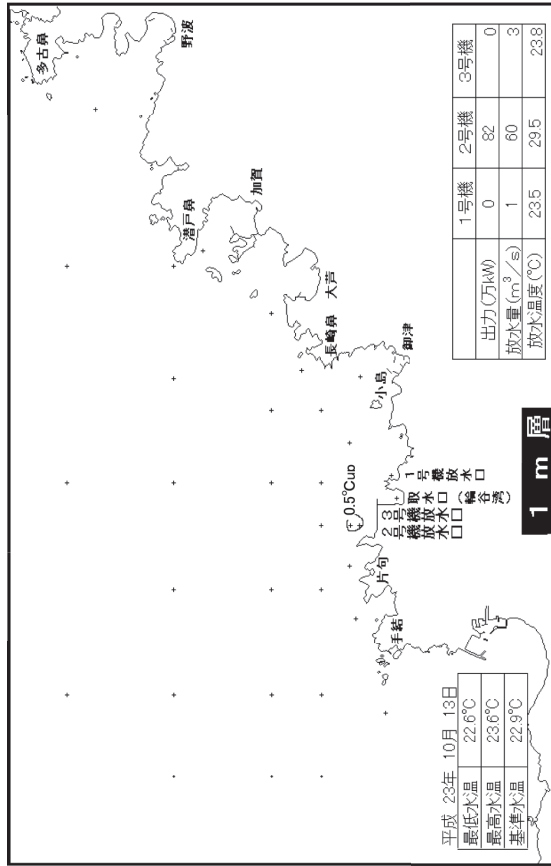 多古鼻
野波
潜戸鼻
加賀
大芦
長崎鼻
御津
小島
0.5℃up
1号機放水口
取水口(輪谷湾)
3号機放水口
2号機放水口
片句
手結
1号機 2号機 3号機
出力(万kW) 0 82 0
放水量(m³/s) 1 60 3
放水温度(℃) 23.5 29.5 23.8
1m層
平成 23年 10月 13日
最低水温 22.6℃
最高水温 23.6℃
基準水温 22.9℃